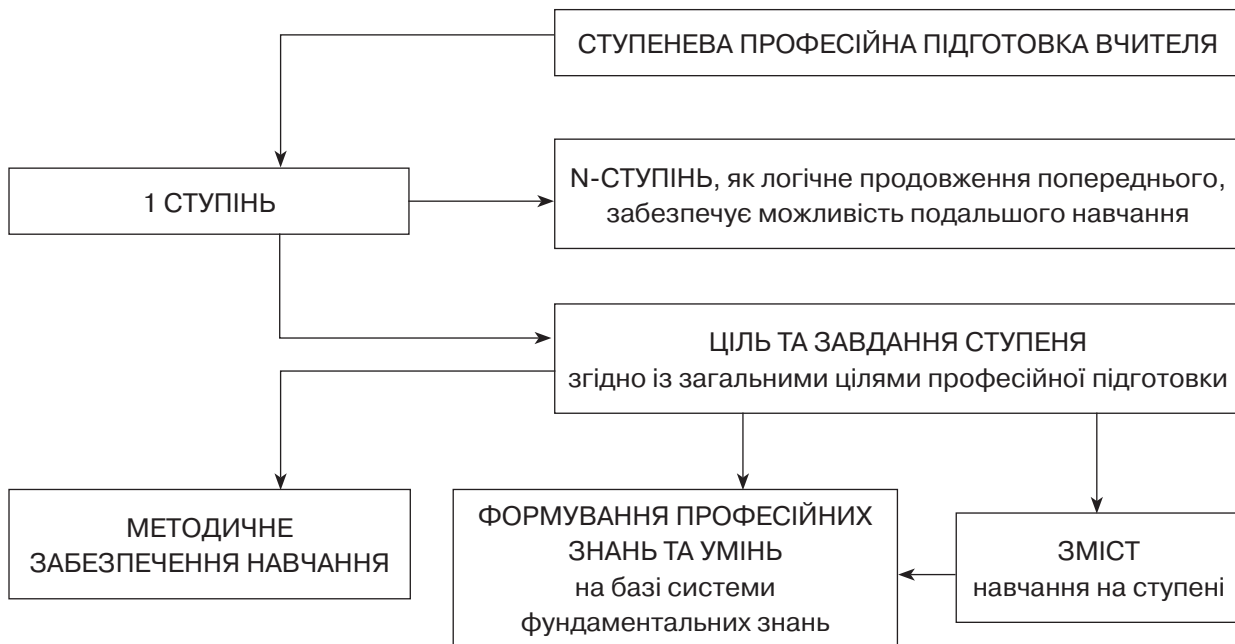 СТУПЕНЕВА ПРОФЕСІЙНА ПІДГОТОВКА ВЧИТЕЛЯ
1 СТУПІНЬ
N-СТУПІНЬ, як логічне продовження попереднього,
забезпечує можливість подальшого навчання
ЦІЛЬ ТА ЗАВДАННЯ СТУПЕНЯ
згідно із загальними цілями професійної підготовки
МЕТОДИЧНЕ
ЗАБЕЗПЕЧЕННЯ НАВЧАННЯ
ФОРМУВАННЯ ПРОФЕСІЙНИХ
ЗНАНЬ ТА УМІНЬ
на базі системи
фундаментальних знань
ЗМІСТ
навчання на ступені